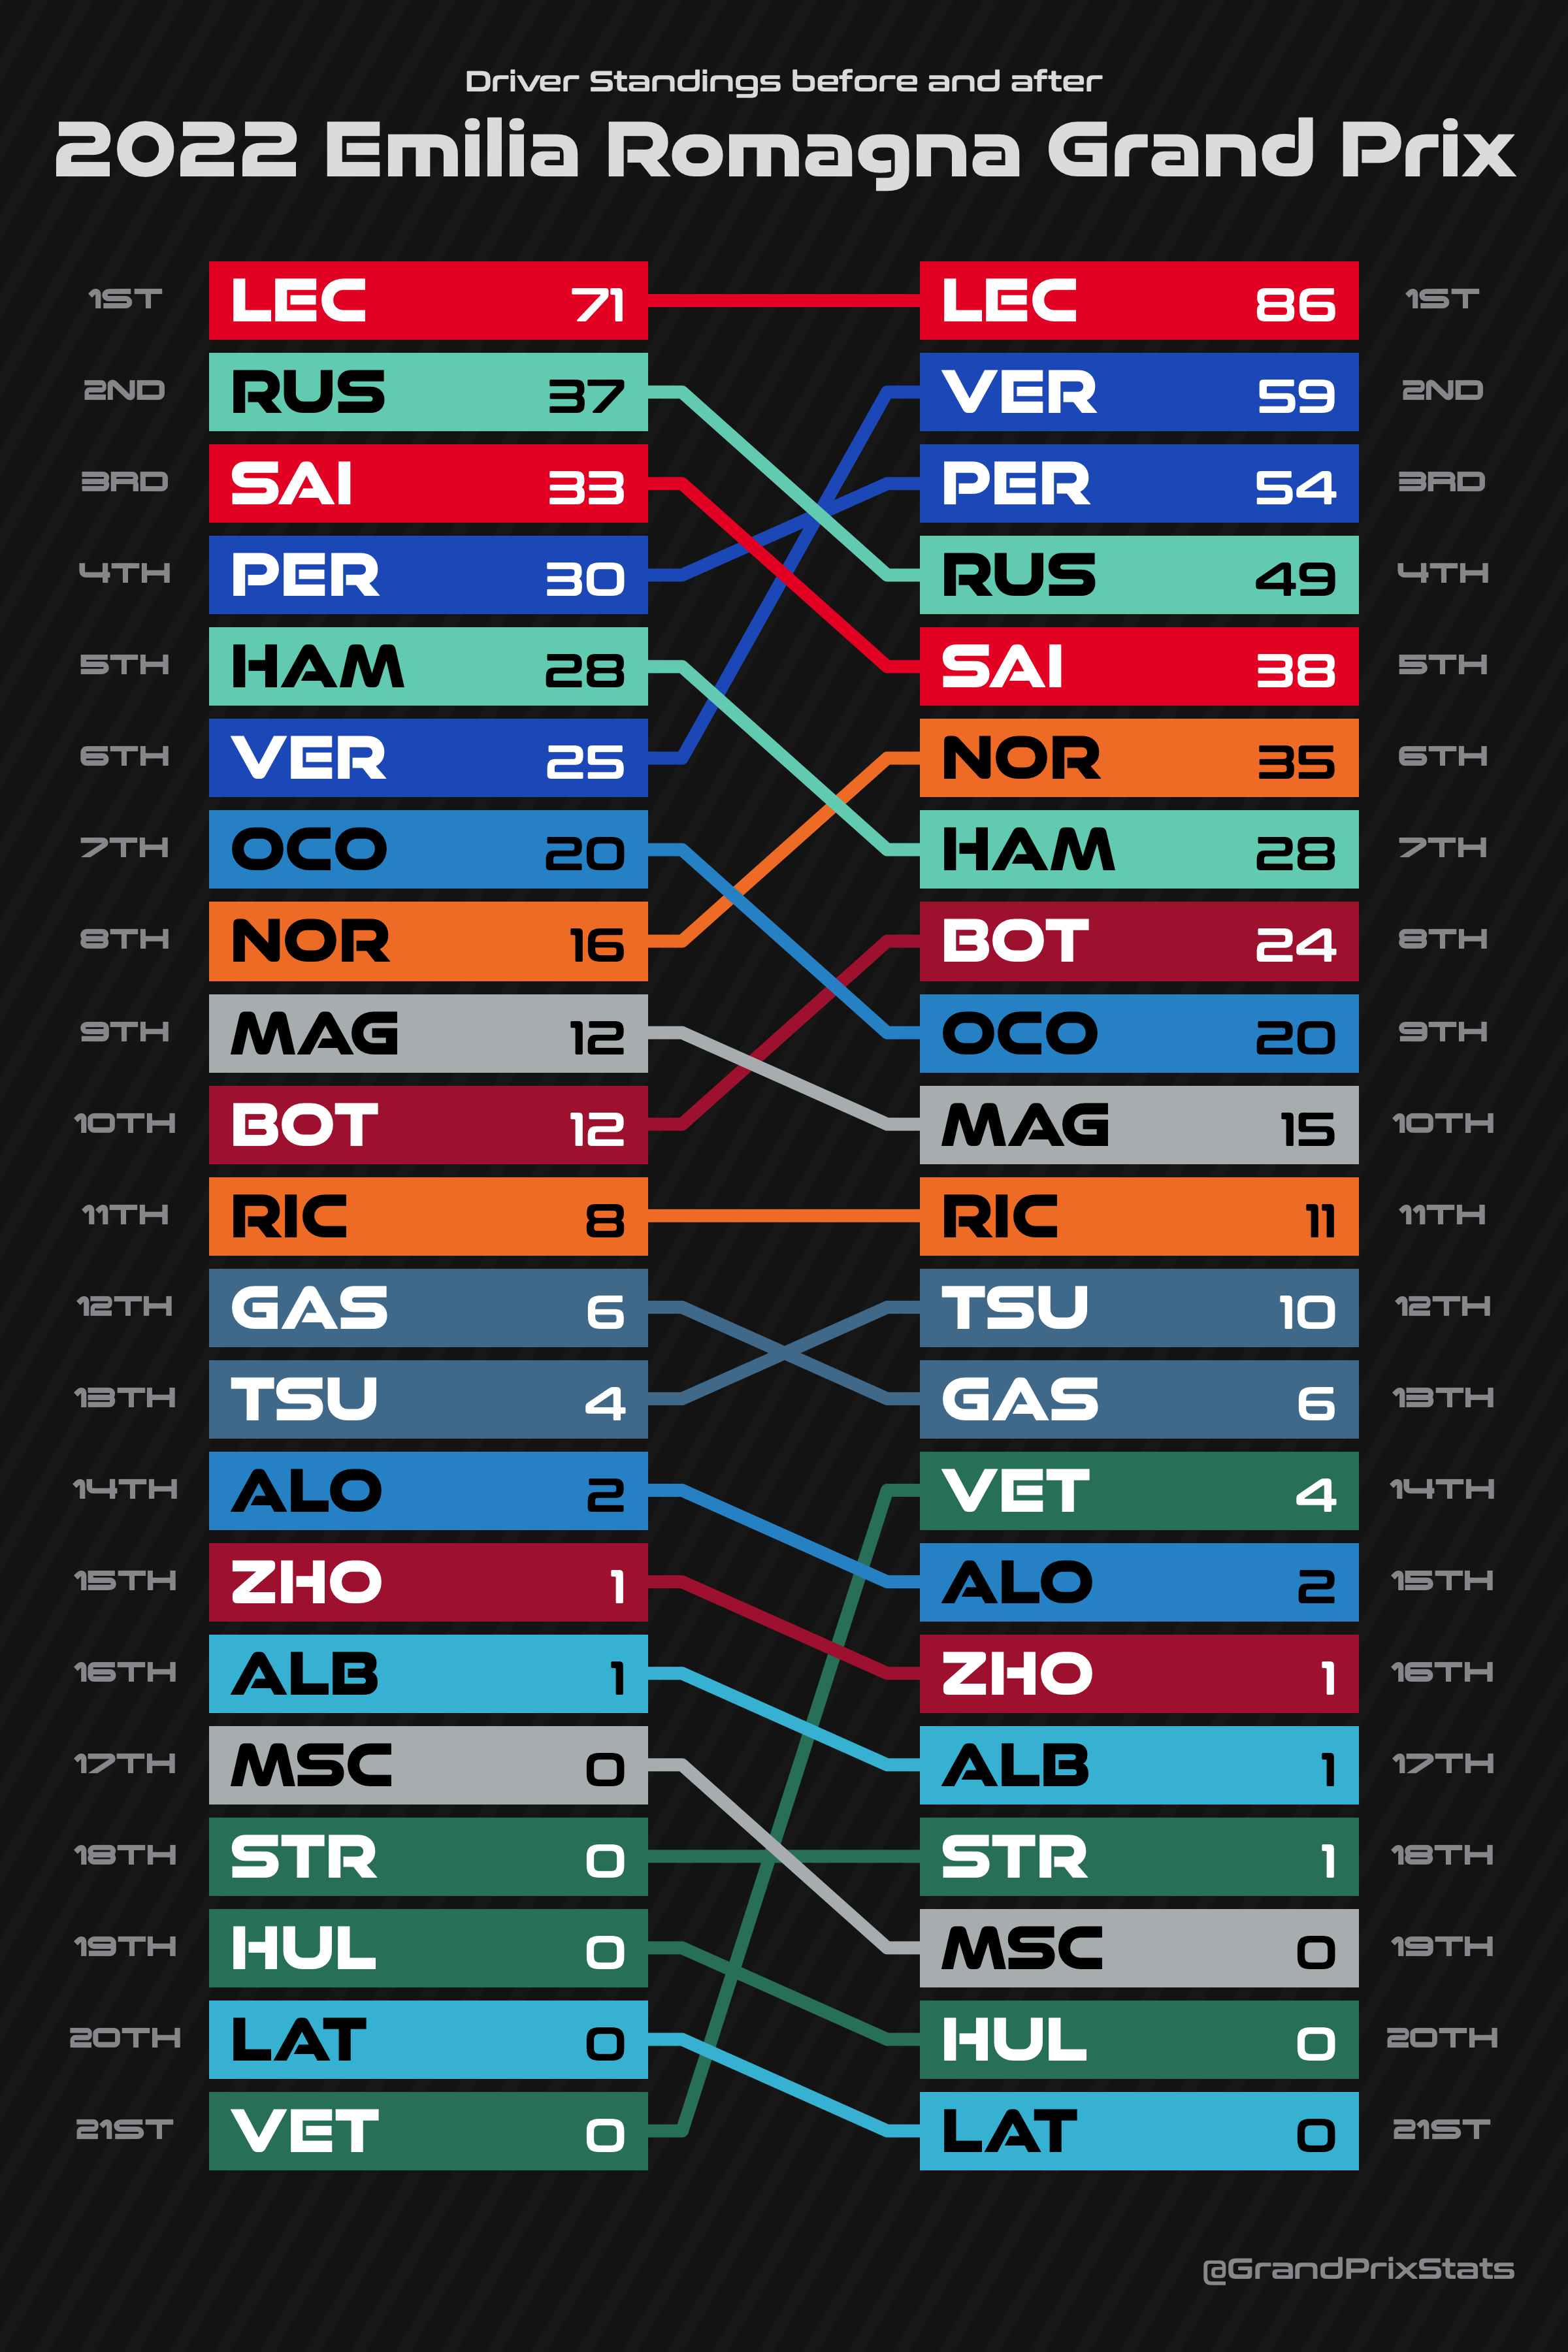 Driver Standings before and after
2022 Emilia Romagna Grand Prix
1ST LEC 71 LEC 86 1ST
2ND RUS 37 VER 59 2ND
3RD SAI 33 PER 54 3RD
4TH PER 30 RUS 49 4TH
5TH HAM 28 SAI 38 5TH
6TH VER 25 NOR 35 6TH
7TH OCO 20 HAM 28 7TH
8TH NOR 16 BOT 24 8TH
9TH MAG 12 OCO 20 9TH
10TH BOT 12 MAG 15 10TH
11TH RIC 8 RIC 11 11TH
12TH GAS 6 TSU 10 12TH
13TH TSU 4 GAS 6 13TH
14TH ALO 2 VET 4 14TH
15TH ZHO 1 ALO 2 15TH
16TH ALB 1 ZHO 1 16TH
17TH MSC 0 ALB 1 17TH
18TH STR 0 STR 1 18TH
19TH HUL 0 MSC 0 19TH
20TH LAT 0 HUL 0 20TH
21ST VET 0 LAT 0 21ST
@GrandPrixStats